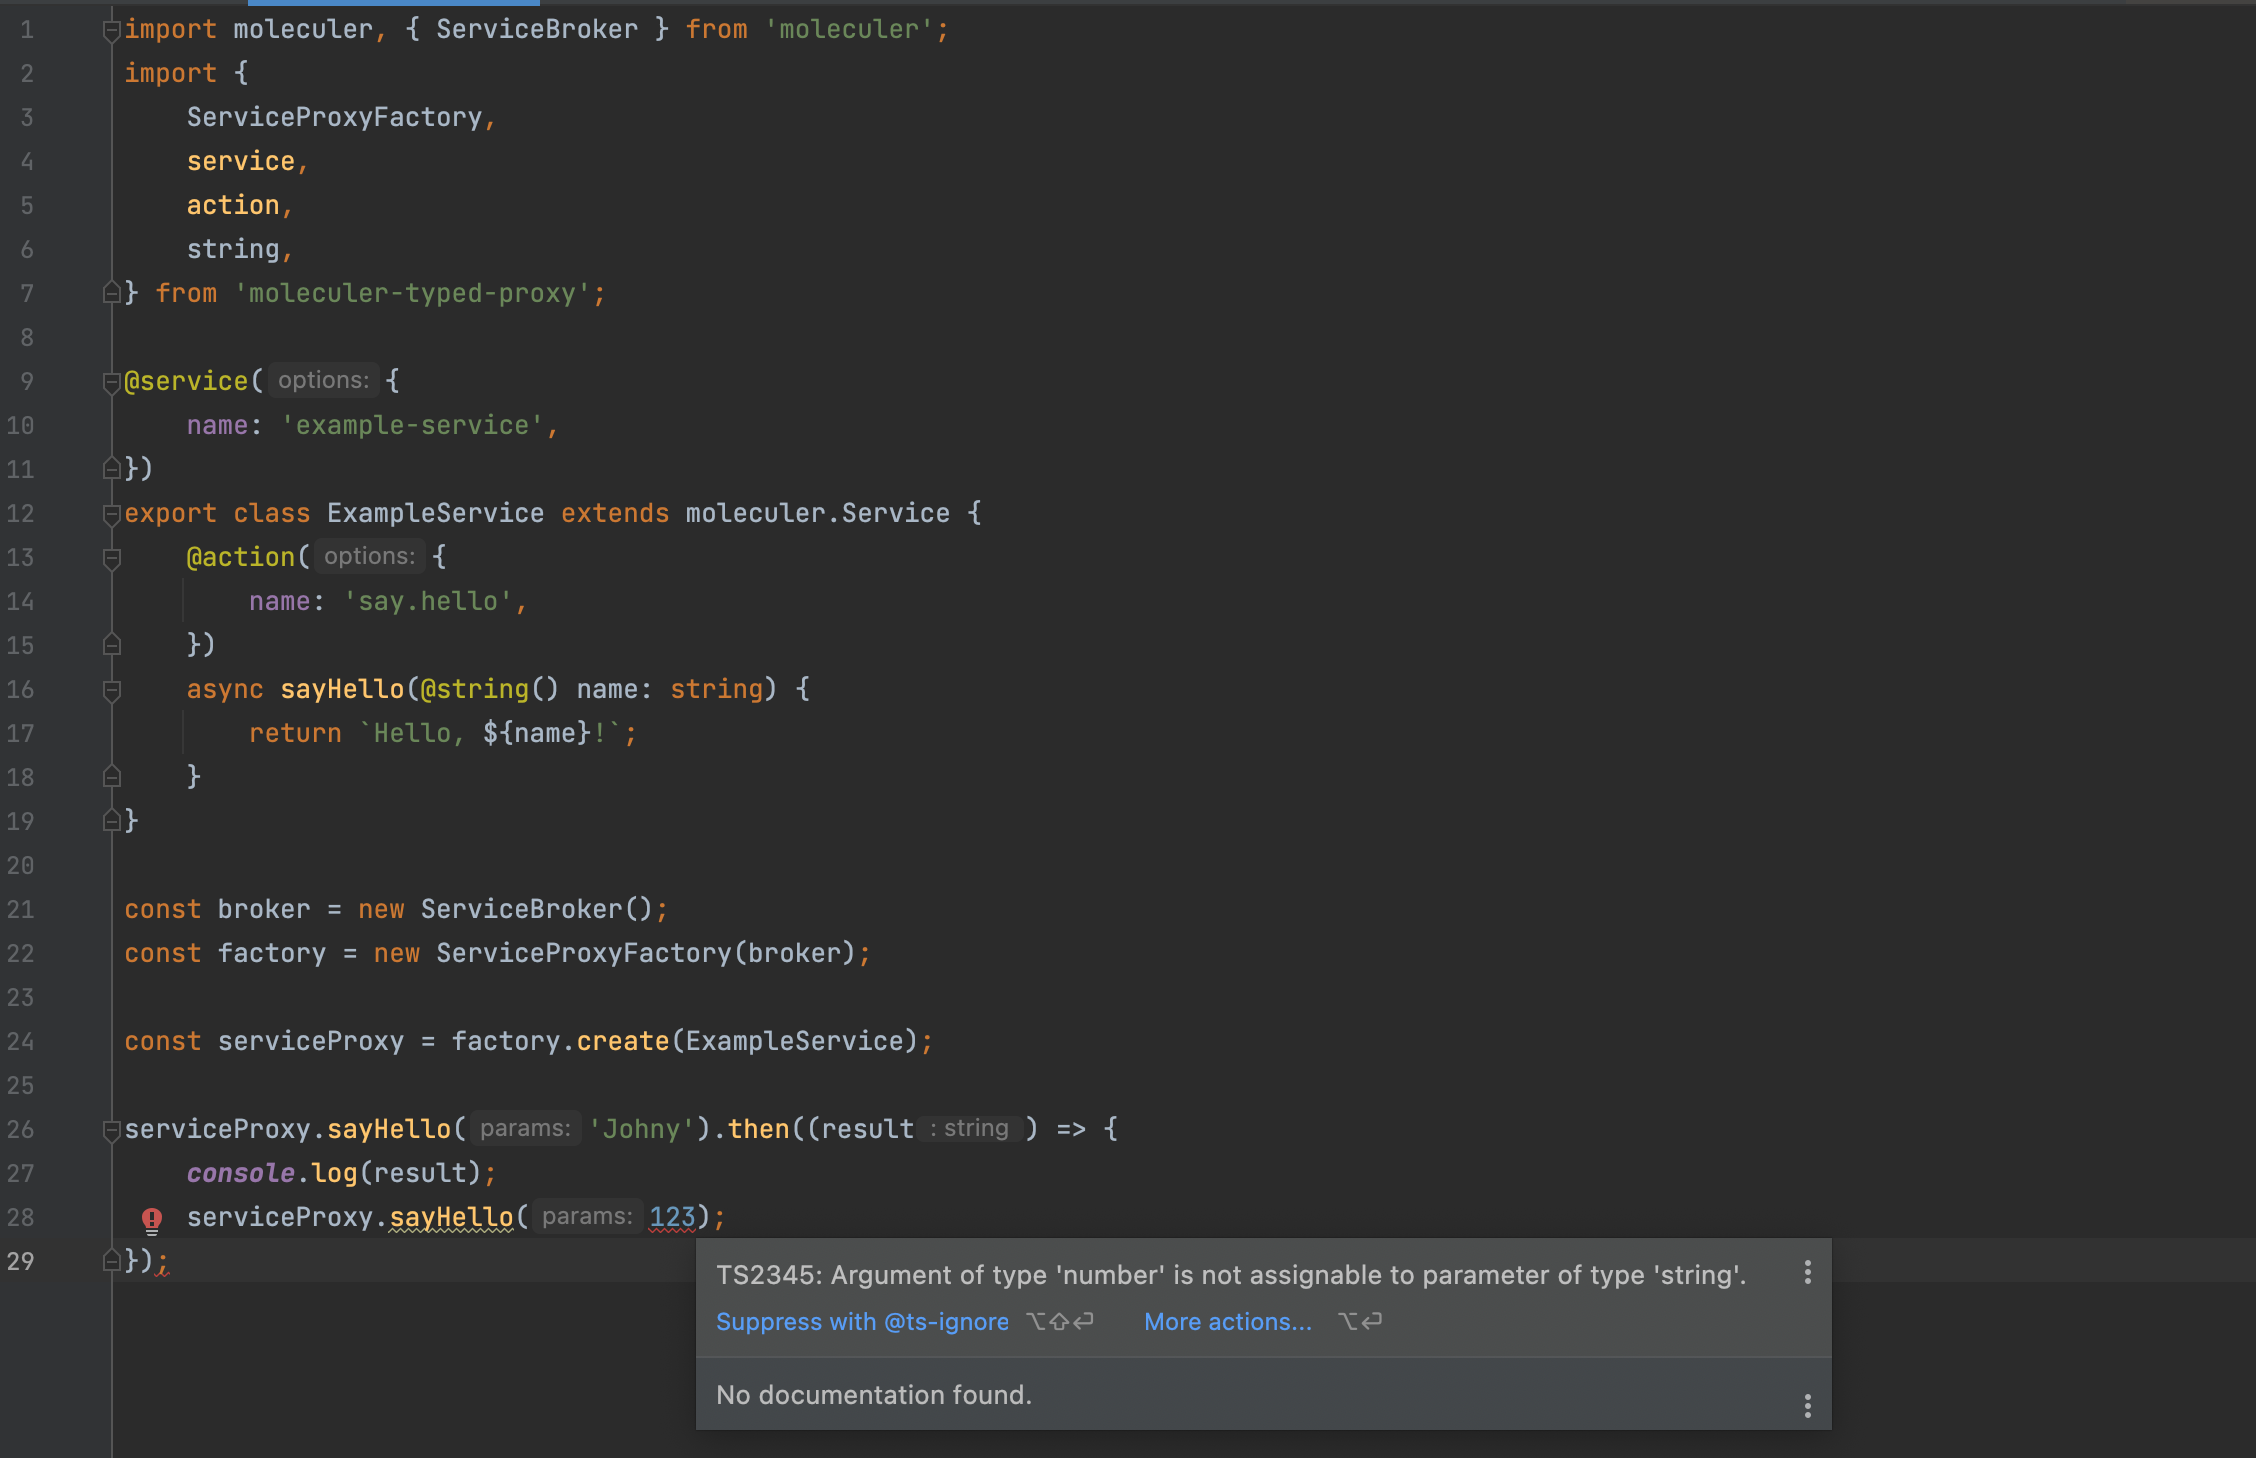 1 import moleculer, { ServiceBroker } from 'moleculer';
2 import {
3 ServiceProxyFactory,
4 service,
5 action,
6 string,
7 } from 'moleculer-typed-proxy';
8
9 @service( options: {
10 name: 'example-service',
11 })
12 export class ExampleService extends moleculer.Service {
13 @action( options: {
14 name: 'say.hello',
15 })
16 async sayHello(@string() name: string) {
17 return `Hello, ${name}!`;
18 }
19 }
20
21 const broker = new ServiceBroker();
22 const factory = new ServiceProxyFactory(broker);
23
24 const serviceProxy = factory.create(ExampleService);
25
26 serviceProxy.sayHello( params: 'Johny').then((result : string ) => {
27 console.log(result);
28 serviceProxy.sayHello( params: 123);
29 });
TS2345: Argument of type 'number' is not assignable to parameter of type 'string'.
Suppress with @ts-ignore ⌥⇧⏎ More actions... ⌥⏎
No documentation found.